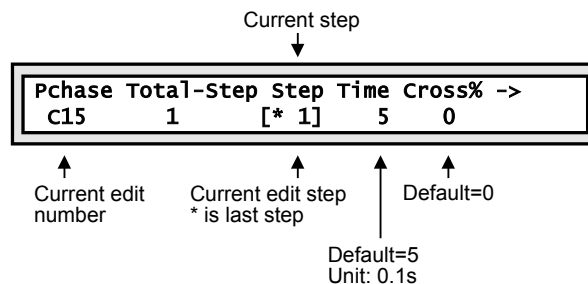 Current step
Pchase Total-Step Step Time Cross% ->
C15 1 [* 1] 5 0
Current edit number
Current edit step
* is last step
Default=0
Default=5
Unit: 0.1s